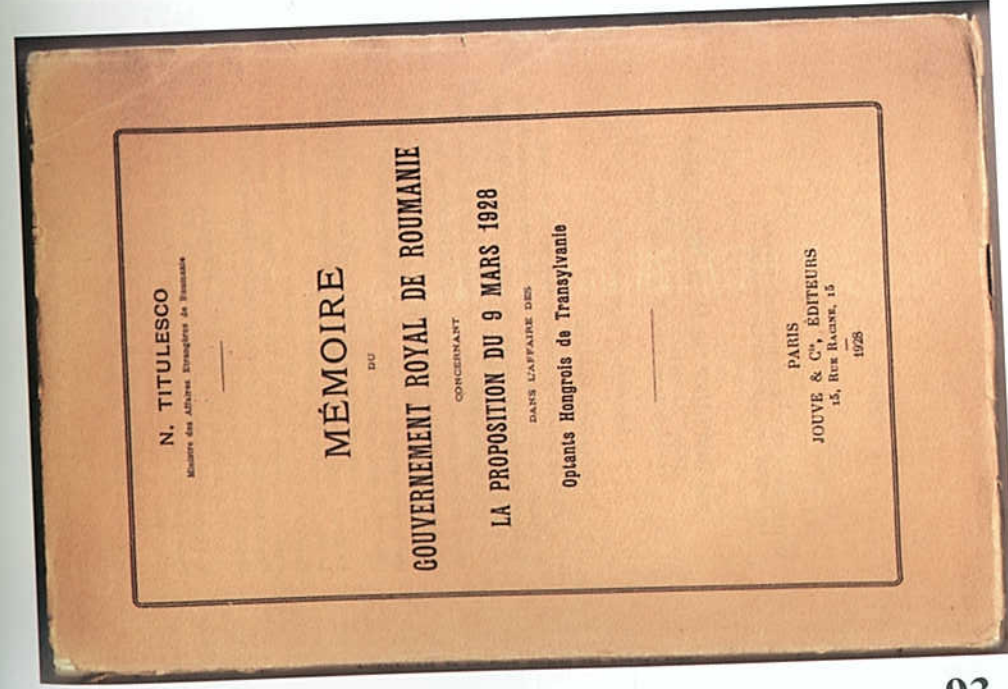 N. TITULESCO
Ministre des Affaires Etrangères de Roumanie
MÉMOIRE
DU
GOUVERNEMENT ROYAL DE ROUMANIE
CONCERNANT
LA PROPOSITION DU 9 MARS 1928
DANS L'AFFAIRE DES
Optants Hongrois de Transylvanie
PARIS
JOUVE & Cie, ÉDITEURS
15, RUE RACINE, 15
1928